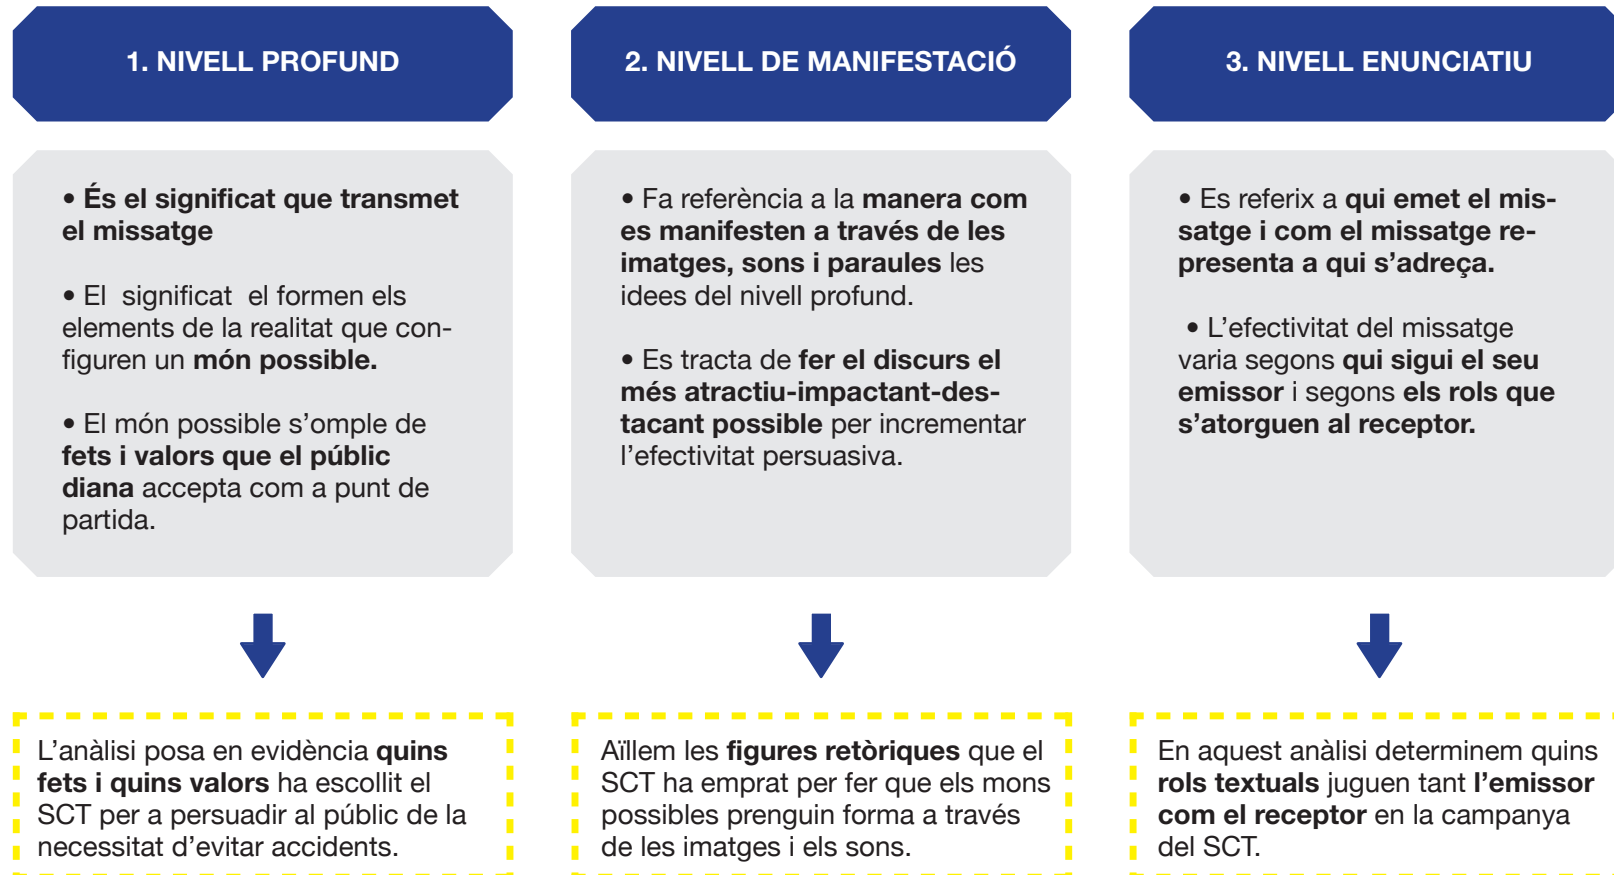 1. NIVELL PROFUND
• És el significat que transmet
el missatge
• El significat el formen els
elements de la realitat que con-
figuren un món possible.
• El món possible s’omple de
fets i valors que el públic
diana accepta com a punt de
partida.
L’anàlisi posa en evidència quins
fets i quins valors ha escollit el
SCT per a persuadir al públic de la
necessitat d’evitar accidents.
2. NIVELL DE MANIFESTACIÓ
• Fa referència a la manera com
es manifesten a través de les
imatges, sons i paraules les
idees del nivell profund.
• Es tracta de fer el discurs el
més atractiu-impactant-des-
tacant possible per incrementar
l’efectivitat persuasiva.
Aïllem les figures retòriques que el
SCT ha emprat per fer que els mons
possibles prenguin forma a través
de les imatges i els sons.
3. NIVELL ENUNCIATIU
• Es referix a qui emet el mis-
satge i com el missatge re-
presenta a qui s’adreça.
• L’efectivitat del missatge
varia segons qui sigui el seu
emissor i segons els rols que
s’atorguen al receptor.
En aquest anàlisi determinem quins
rols textuals juguen tant l’emissor
com el receptor en la campanya
del SCT.